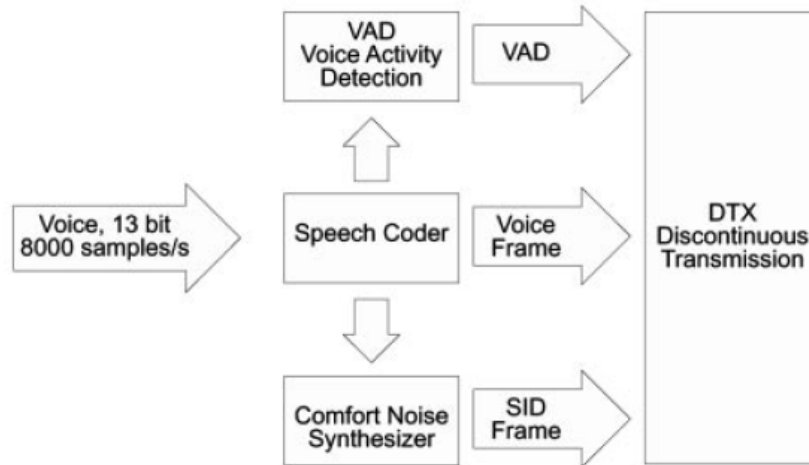 VAD
Voice Activity
Detection
VAD
Voice, 13 bit
8000 samples/s
Speech Coder
Voice
Frame
DTX
Discontinuous
Transmission
Comfort Noise
Synthesizer
SID
Frame